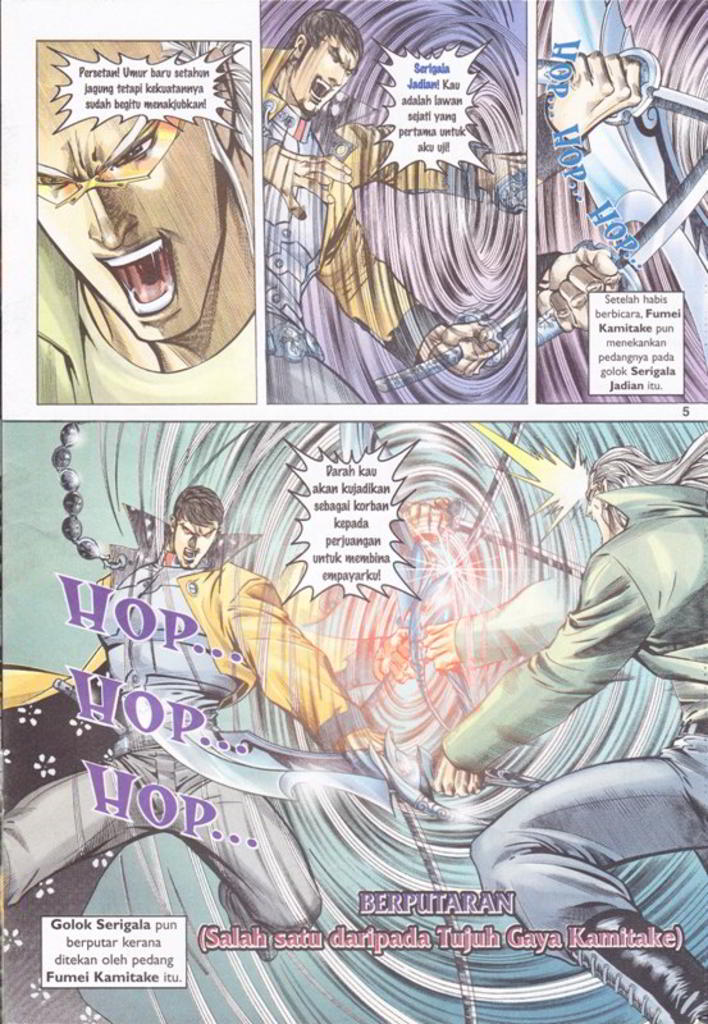 Persetan! Umur baru setahun
jagung tetapi kekuatannya
sudah begitu menakjubkan!
Serigala
Jadian! Kau
adalah lawan
sejati yang
pertama untuk
aku uji!
HOP...
HOP...
HOP...
Setelah habis
berbicara, Fumei
Kamitake pun
menekankan
pedangnya pada
golok Serigala
Jadian itu.
5
Darah kau
akan kujadikan
sebagai korban
kepada
perjuangan
untuk membina
empayarku!
HOP...
HOP...
HOP...
BERPUTARAN
(Salah satu daripada Tujuh Gaya Kamitake)
Golok Serigala pun
berputar kerana
ditekan oleh pedang
Fumei Kamitake itu.